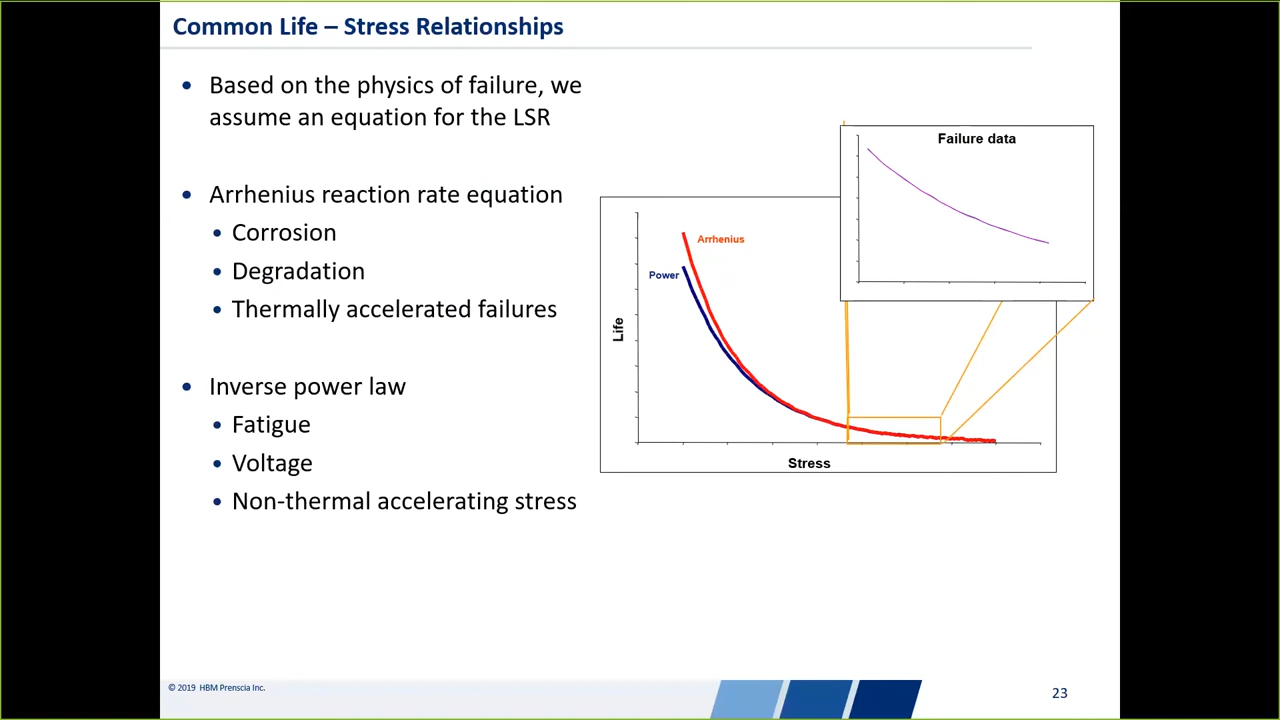 Common Life – Stress Relationships
• Based on the physics of failure, we
assume an equation for the LSR
• Arrhenius reaction rate equation
• Corrosion
• Degradation
• Thermally accelerated failures
• Inverse power law
• Fatigue
• Voltage
• Non-thermal accelerating stress
Failure data
Arrhenius
Power
Life
Stress
© 2019 HBM Prenscia Inc.
23